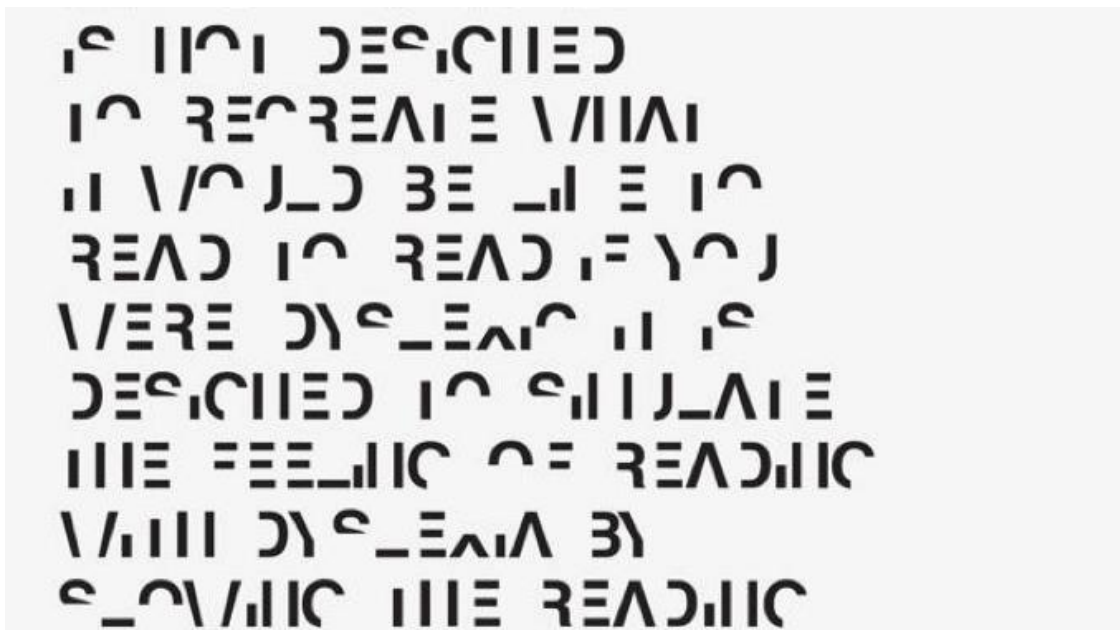 is not designed
to recreate what
it would be like to
read to read if you
were dyslexic it is
designed to simulate
the feeling of reading
with dyslexia by
slowing the reading